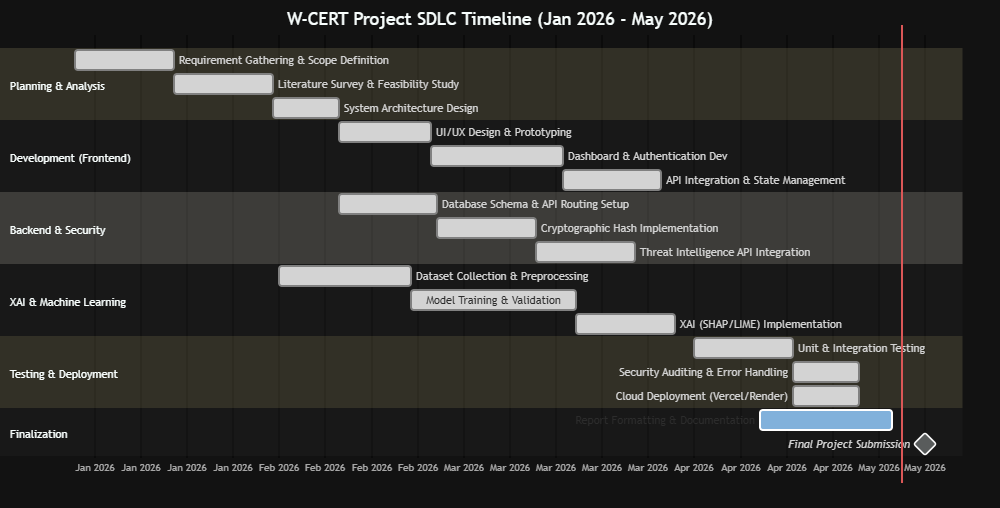 W-CERT Project SDLC Timeline (Jan 2026 - May 2026)
Requirement Gathering & Scope Definition
Planning & Analysis
Literature Survey & Feasibility Study
System Architecture Design
UI/UX Design & Prototyping
Development (Frontend)
Dashboard & Authentication Dev
API Integration & State Management
Database Schema & API Routing Setup
Backend & Security
Cryptographic Hash Implementation
Threat Intelligence API Integration
Dataset Collection & Preprocessing
XAI & Machine Learning
Model Training & Validation
XAI (SHAP/LIME) Implementation
Unit & Integration Testing
Testing & Deployment
Security Auditing & Error Handling
Cloud Deployment (Vercel/Render)
Report Formatting & Documentation
Finalization
Final Project Submission
Jan 2026 Jan 2026 Jan 2026 Jan 2026 Feb 2026 Feb 2026 Feb 2026 Feb 2026 Mar 2026 Mar 2026 Mar 2026 Mar 2026 Mar 2026 Apr 2026 Apr 2026 Apr 2026 Apr 2026 May 2026 May 2026